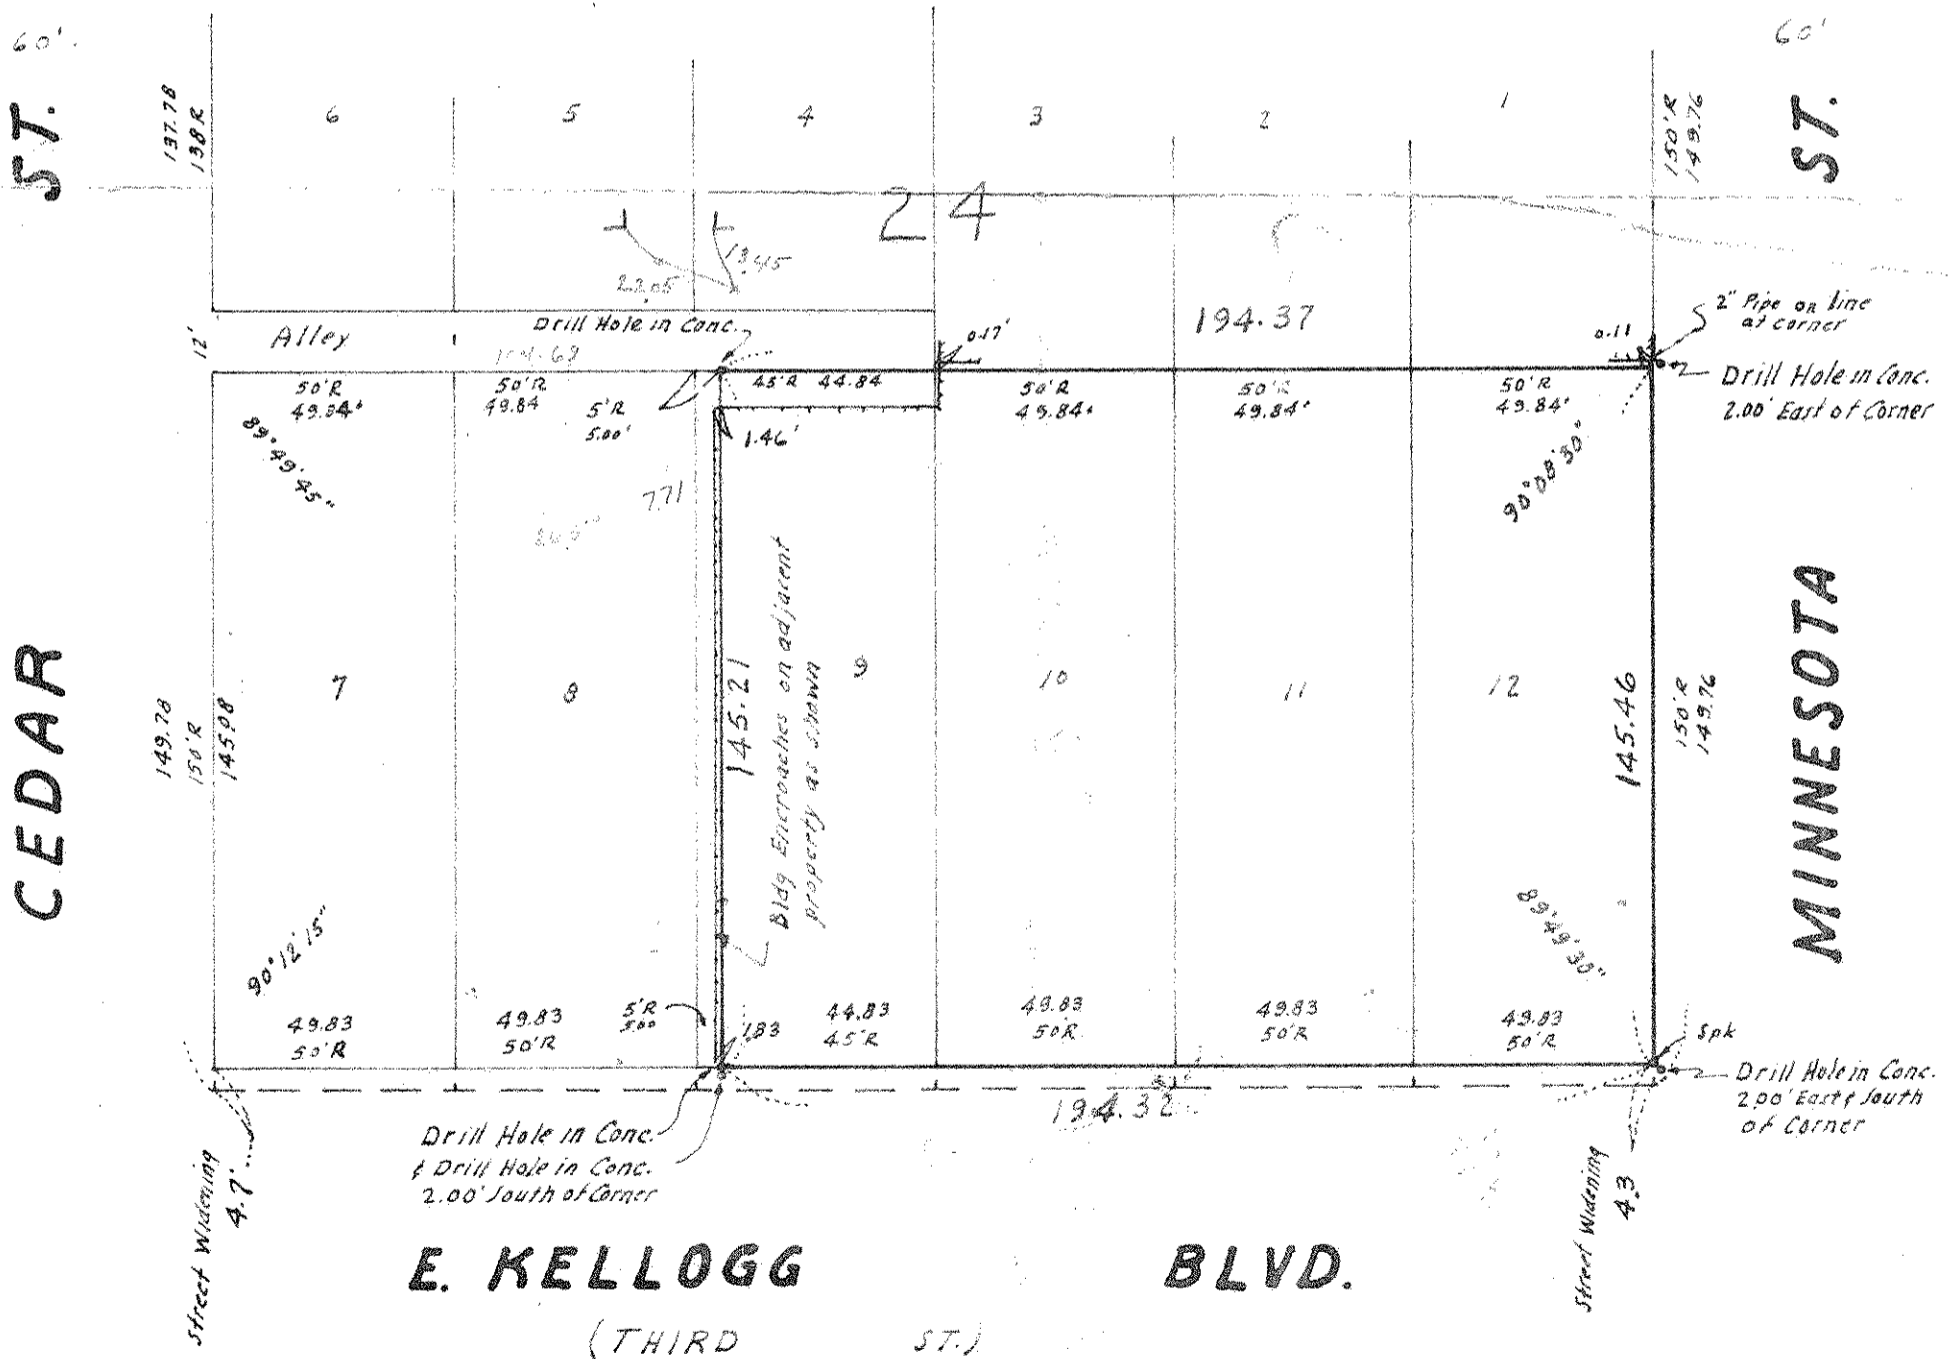 60'.
60'
ST.
ST.
137.78
138 R
150' R
149.76
6
5
4
3
2
1
24
13.45
22.05
12'
Alley
Drill Hole in Conc.
104.69
0.17'
194.37
0.11
2" Pipe on line
at corner
Drill Hole in Conc.
2.00' East of Corner
50'R
49.84
50'R
49.84
5'R
5.00'
45'R 44.84
50'R
49.84
50'R
49.84
50'R
49.84
1.46'
89°49'45"
90°08'30"
771
145.21
Bldg Encroaches on adjacent
property as shown
7
8
9
10
11
12
CEDAR
149.78
150'R
145.08
145.46
150'R
149.76
MINNESOTA
90°12'15"
89°49'30"
49.83
50'R
49.83
50'R
5'R
5.00
1.83
44.83
45'R
49.83
50R
49.83
50'R
49.83
50'R
Spk
Drill Hole in Conc.
2.00' East & South
of Corner
194.32
Drill Hole in Conc.
& Drill Hole in Conc.
2.00' South of Corner
Street Widening
4.7'
Street Widening
4.3
E. KELLOGG BLVD.
(THIRD ST.)